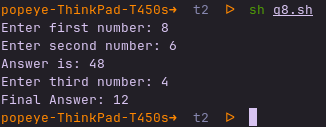 popeye-ThinkPad-T450s→ t2 ▷ sh q8.sh
Enter first number: 8
Enter second number: 6
Answer is: 48
Enter third number: 4
Final Answer: 12
popeye-ThinkPad-T450s→ t2 ▷